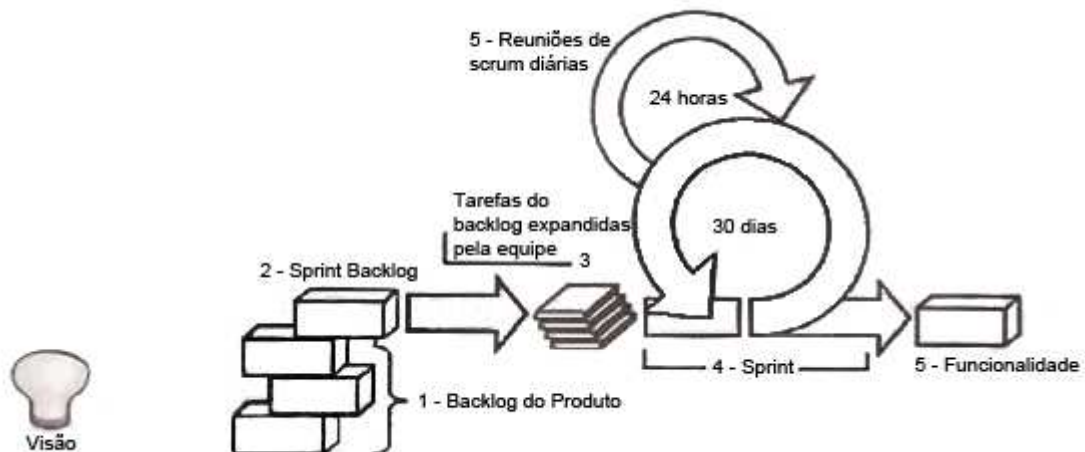 5 - Reuniões de
scrum diárias
24 horas
Tarefas do
backlog expandidas
pela equipe
3
30 dias
2 - Sprint Backlog
4 - Sprint
5 - Funcionalidade
1 - Backlog do Produto
Visão